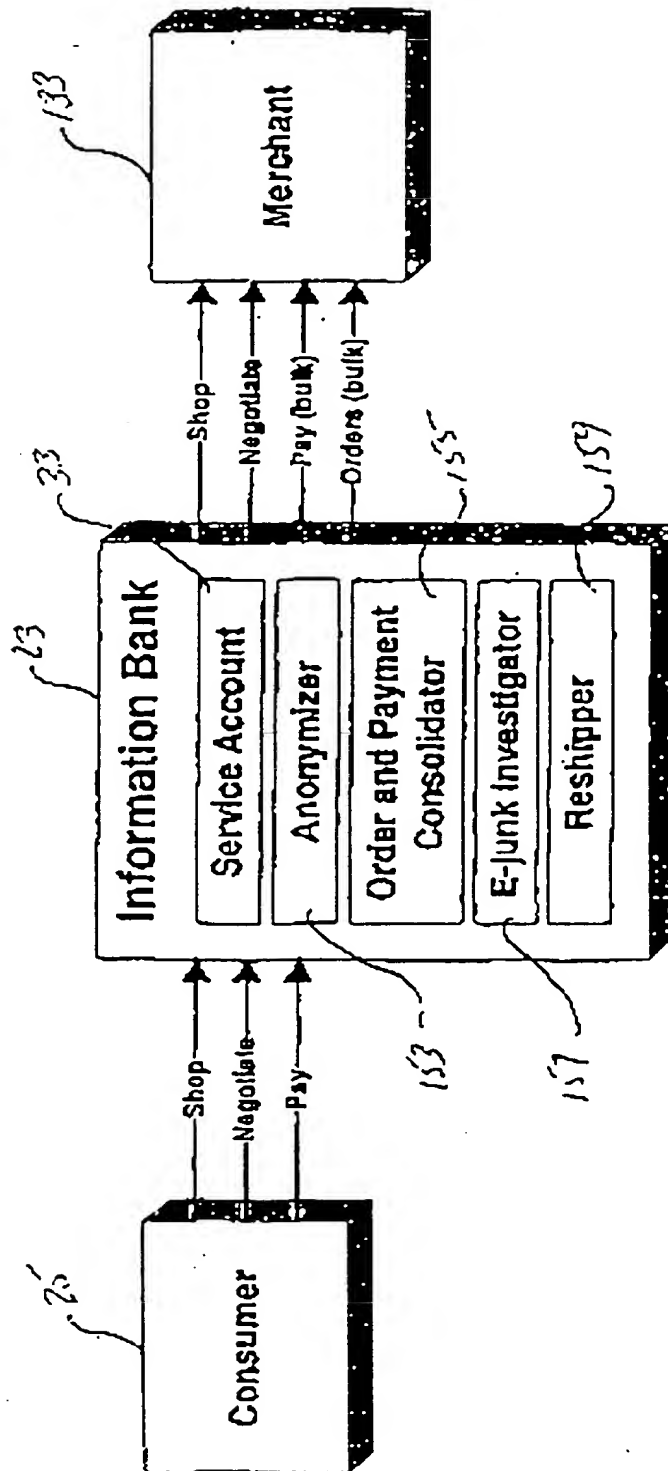 25
Consumer
Shop
Negotiate
Pay
23
Information Bank
33
Service Account
Anonymizer
153
Order and Payment
Consolidator
155
E-Junk Investigator
157
Reshipper
159
Shop
Negotiate
Pay (bulk)
Orders (bulk)
133
Merchant